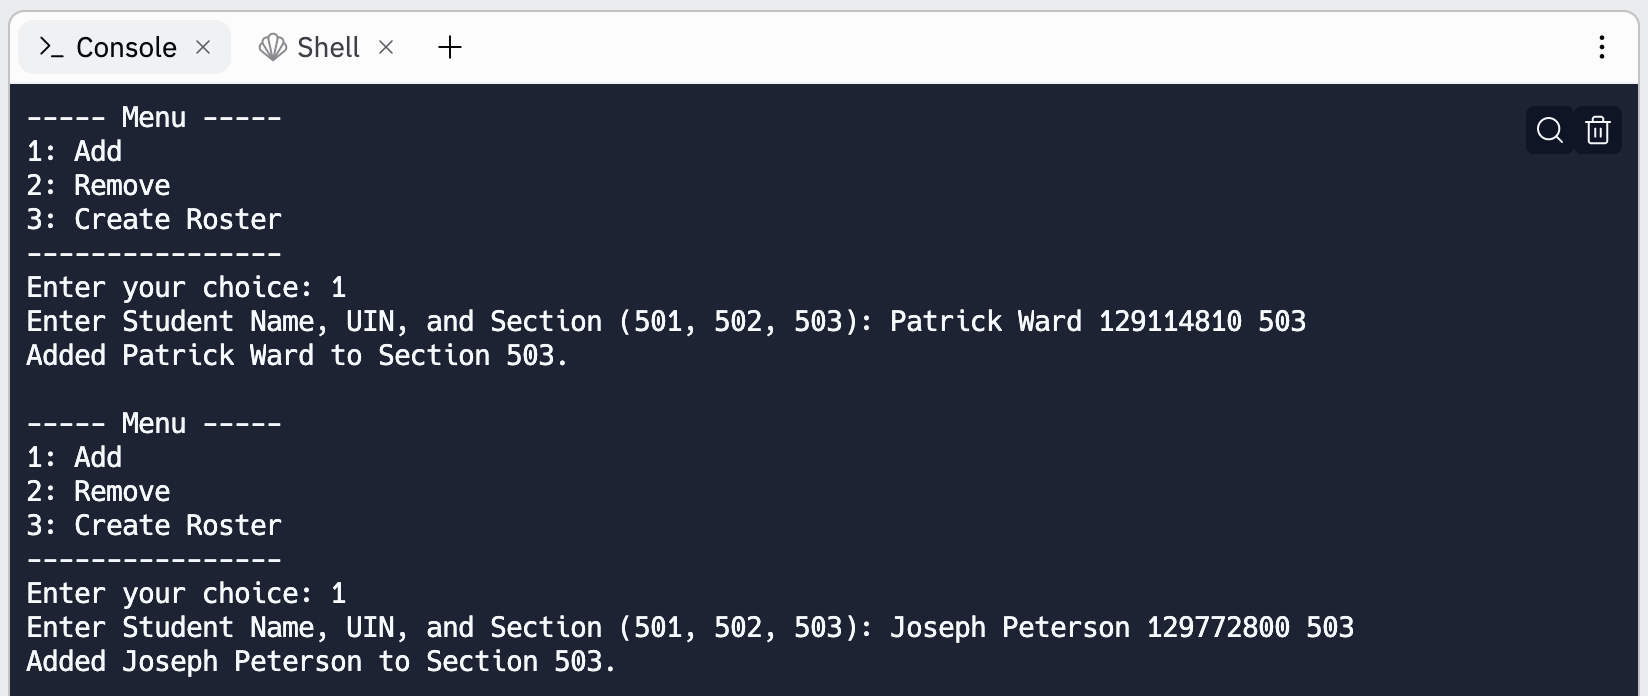 Console
Shell
----- Menu -----
1: Add
2: Remove
3: Create Roster
----------------
Enter your choice: 1
Enter Student Name, UIN, and Section (501, 502, 503): Patrick Ward 129114810 503
Added Patrick Ward to Section 503.
----- Menu -----
1: Add
2: Remove
3: Create Roster
----------------
Enter your choice: 1
Enter Student Name, UIN, and Section (501, 502, 503): Joseph Peterson 129772800 503
Added Joseph Peterson to Section 503.